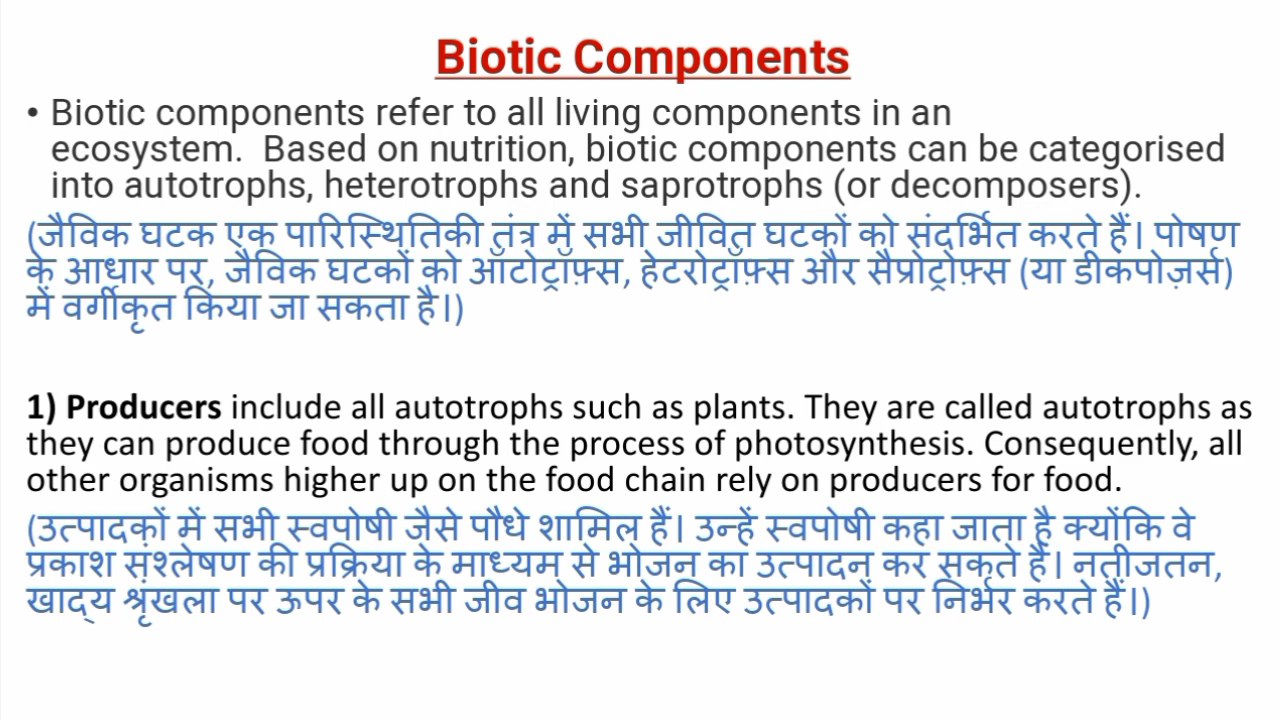 Biotic Components
• Biotic components refer to all living components in an
ecosystem.  Based on nutrition, biotic components can be categorised
into autotrophs, heterotrophs and saprotrophs (or decomposers).
(जैविक घटक एक पारिस्थितिकी तंत्र में सभी जीवित घटकों को संदर्भित करते हैं। पोषण
के आधार पर, जैविक घटकों को ऑटोट्रॉफ़्स, हेटरोट्रॉफ़्स और सैप्रोट्रोफ़्स (या डीकंपोज़र्स)
में वर्गीकृत किया जा सकता है।)
1) Producers include all autotrophs such as plants. They are called autotrophs as
they can produce food through the process of photosynthesis. Consequently, all
other organisms higher up on the food chain rely on producers for food.
(उत्पादकों में सभी स्वपोषी जैसे पौधे शामिल हैं। उन्हें स्वपोषी कहा जाता है क्योंकि वे
प्रकाश संश्लेषण की प्रक्रिया के माध्यम से भोजन का उत्पादन कर सकते हैं। नतीजतन,
खाद्य श्रृंखला पर ऊपर के सभी जीव भोजन के लिए उत्पादकों पर निर्भर करते हैं।)